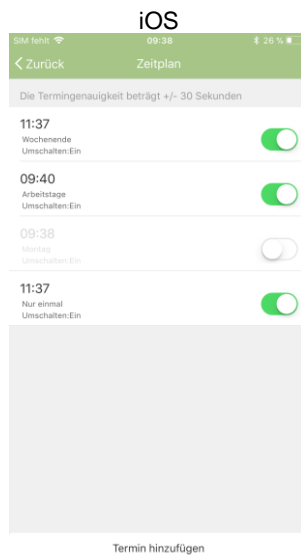 iOS
SIM fehlt 09:38 26 %
Zurück Zeitplan
Die Termingenauigkeit beträgt +/- 30 Sekunden
11:37
Wochenende
Umschalten:Ein
09:40
Arbeitstage
Umschalten:Ein
09:38
Montag
Umschalten:Ein
11:37
Nur einmal
Umschalten:Ein
Termin hinzufügen